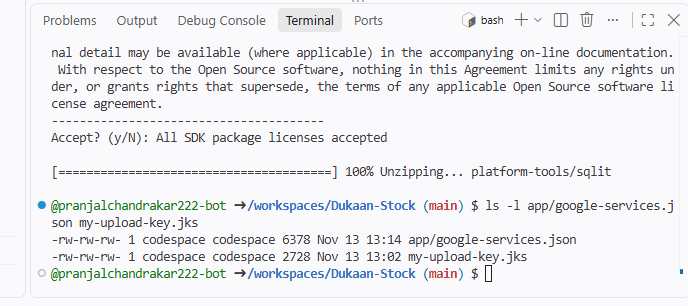 Problems Output Debug Console Terminal Ports bash
nal detail may be available (where applicable) in the accompanying on-line documentation.
With respect to the Open Source software, nothing in this Agreement limits any rights un
der, or grants rights that supersede, the terms of any applicable Open Source software li
cense agreement.
---------------------------------------
Accept? (y/N): All SDK package licenses accepted
[=======================================] 100% Unzipping... platform-tools/sqlit
@pranjalchandrakar222-bot ➜/workspaces/Dukaan-Stock (main) $ ls -l app/google-services.j
son my-upload-key.jks
-rw-rw-rw- 1 codespace codespace 6378 Nov 13 13:14 app/google-services.json
-rw-rw-rw- 1 codespace codespace 2728 Nov 13 13:02 my-upload-key.jks
@pranjalchandrakar222-bot ➜/workspaces/Dukaan-Stock (main) $